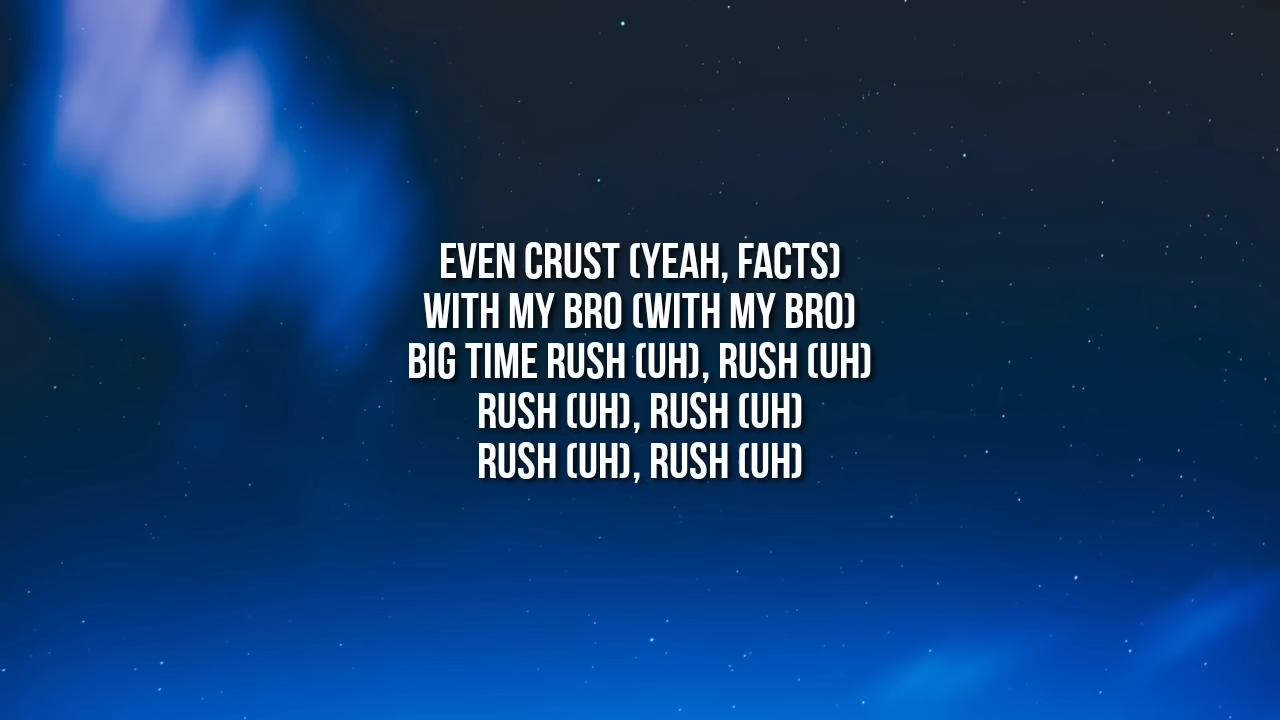 EVEN CRUST (YEAH, FACTS)
WITH MY BRO (WITH MY BRO)
BIG TIME RUSH (UH), RUSH (UH)
RUSH (UH), RUSH (UH)
RUSH (UH), RUSH (UH)